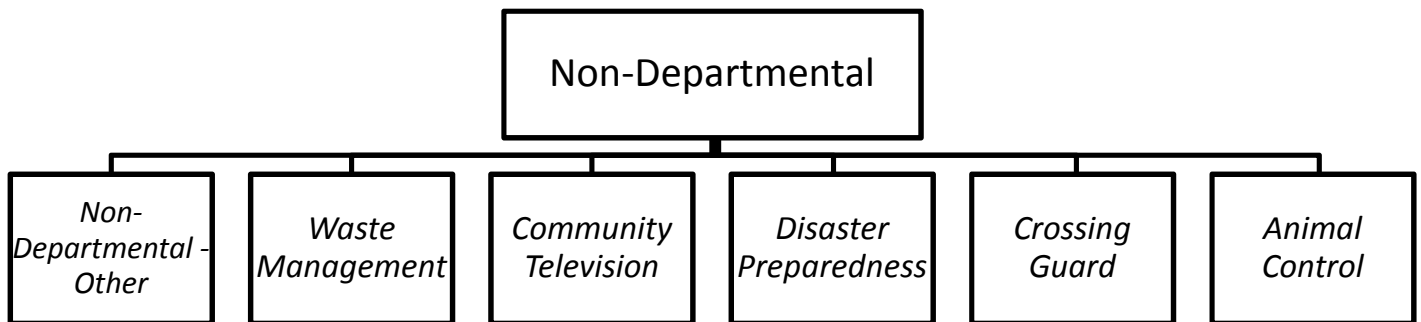 Non-Departmental
Non-
Departmental -
Other
Waste
Management
Community
Television
Disaster
Preparedness
Crossing
Guard
Animal
Control